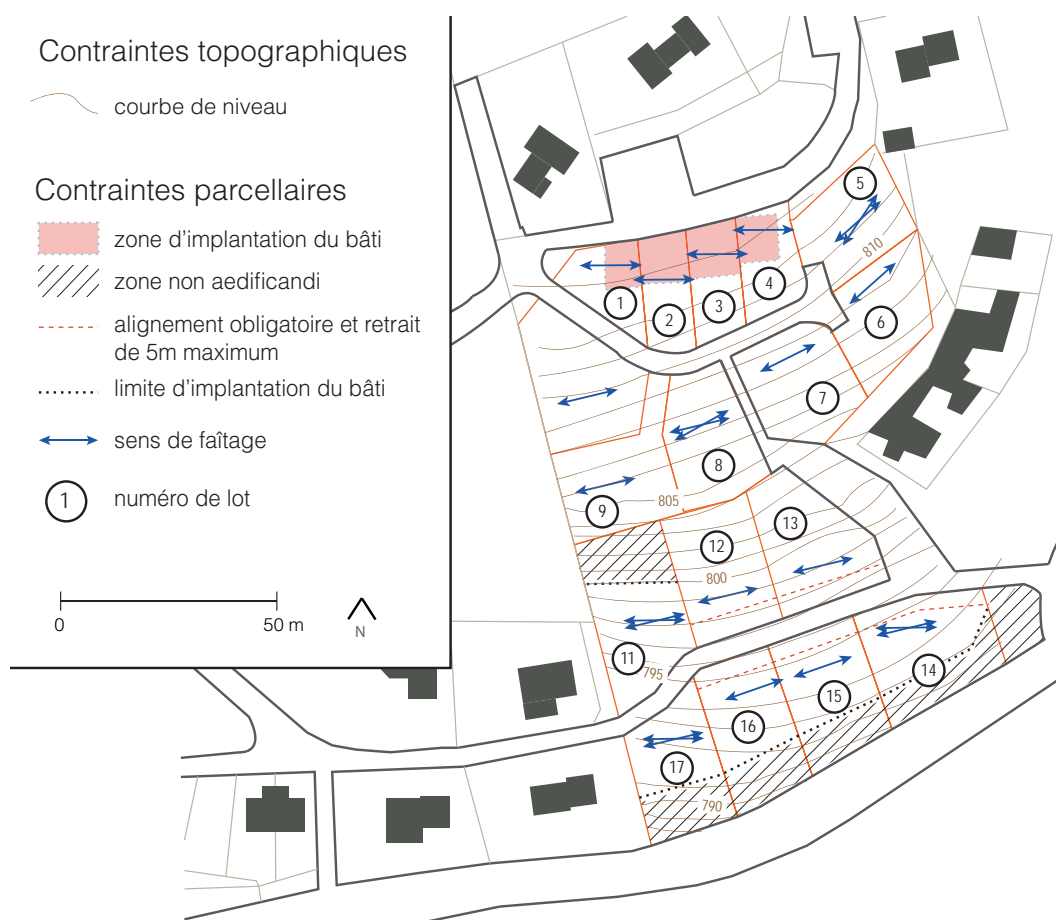 Contraintes topographiques
courbe de niveau
Contraintes parcellaires
zone d'implantation du bâti
zone non aedificandi
alignement obligatoire et retrait
de 5m maximum
limite d'implantation du bâti
sens de faîtage
1
numéro de lot
0
50 m
N
5
810
1
2
3
4
6
7
8
805
9
13
12
800
11
795
14
15
16
17
790